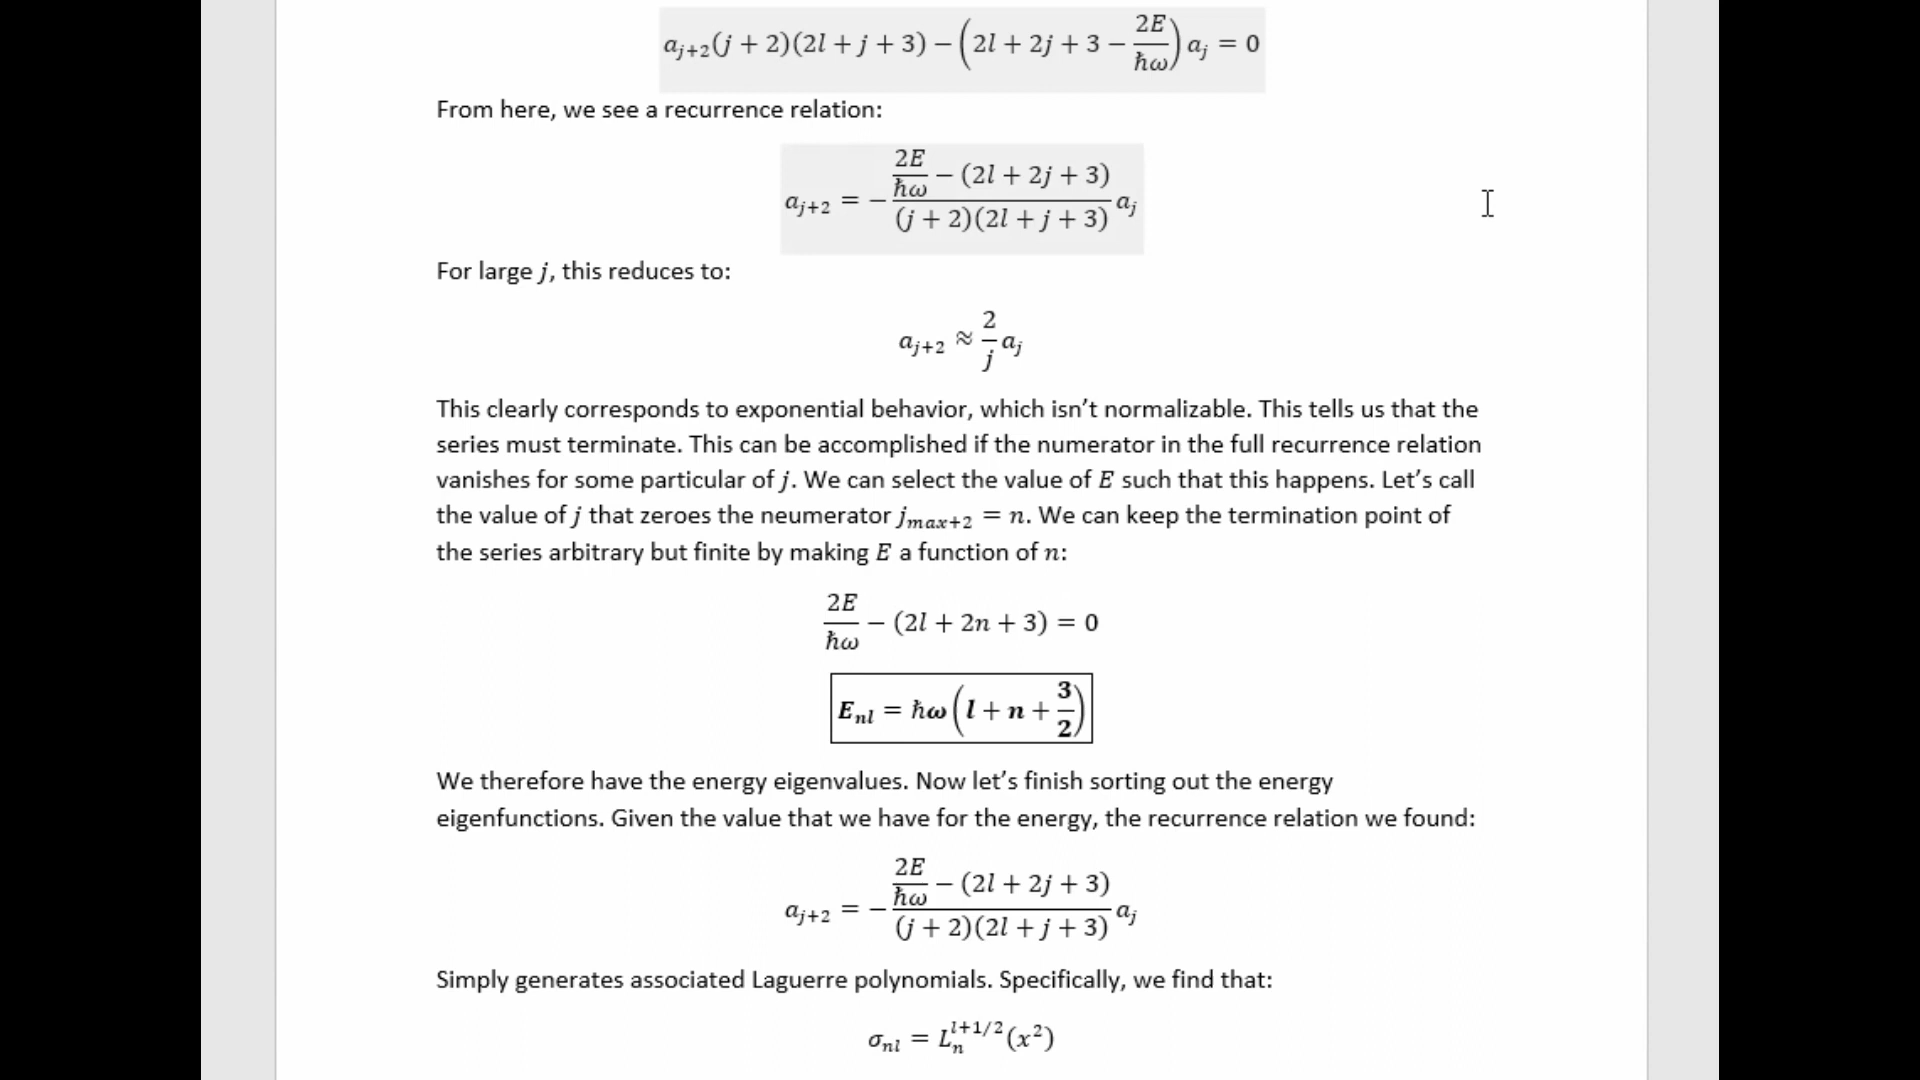 a_{j+2}(j + 2)(2l + j + 3) − (2l + 2j + 3 − \frac{2E}{ℏω}) a_j = 0
From here, we see a recurrence relation:
a_{j+2} = −\frac{\frac{2E}{ℏω} − (2l + 2j + 3)}{(j + 2)(2l + j + 3)} a_j
For large j, this reduces to:
a_{j+2} ≈ \frac{2}{j} a_j
This clearly corresponds to exponential behavior, which isn’t normalizable. This tells us that the
series must terminate. This can be accomplished if the numerator in the full recurrence relation
vanishes for some particular of j. We can select the value of E such that this happens. Let’s call
the value of j that zeroes the neumerator j_{max+2} = n. We can keep the termination point of
the series arbitrary but finite by making E a function of n:
\frac{2E}{ℏω} − (2l + 2n + 3) = 0
E_{nl} = ℏω(l + n + \frac{3}{2})
We therefore have the energy eigenvalues. Now let’s finish sorting out the energy
eigenfunctions. Given the value that we have for the energy, the recurrence relation we found:
a_{j+2} = −\frac{\frac{2E}{ℏω} − (2l + 2j + 3)}{(j + 2)(2l + j + 3)} a_j
Simply generates associated Laguerre polynomials. Specifically, we find that:
σ_{nl} = L_n^{l+1/2}(x^2)